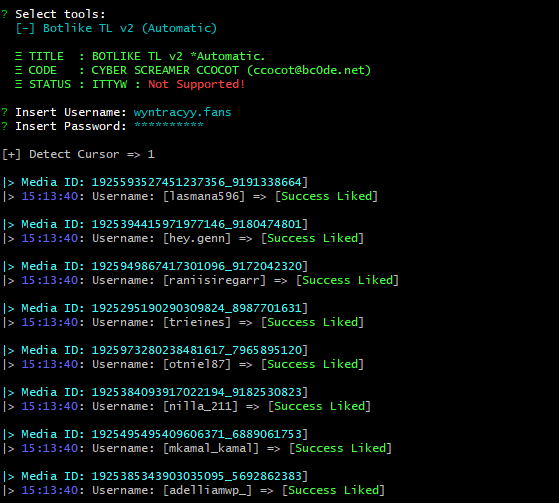 ? Select tools:
[-] Botlike TL v2 (Automatic)
Ξ TITLE : BOTLIKE TL v2 *Automatic.
Ξ CODE : CYBER SCREAMER CCOCOT (ccocot@bc0de.net)
Ξ STATUS : ITTYW : Not Supported!
? Insert Username: wyntracyy.fans
? Insert Password: **********
[+] Detect Cursor => 1
|> Media ID: 1925593527451237356_9191338664]
|> 15:13:40: Username: [lasmana596] => [Success Liked]
|> Media ID: 1925394415971977146_9180474801]
|> 15:13:40: Username: [hey.genn] => [Success Liked]
|> Media ID: 1925949867417301096_9172042320]
|> 15:13:40: Username: [raniisiregarr] => [Success Liked]
|> Media ID: 1925295190290309824_8987701631]
|> 15:13:40: Username: [trieines] => [Success Liked]
|> Media ID: 1925973280238481617_7965895120]
|> 15:13:40: Username: [otniel87] => [Success Liked]
|> Media ID: 1925384093917022194_9182530823]
|> 15:13:40: Username: [nilla_211] => [Success Liked]
|> Media ID: 1925495495409606371_6889061753]
|> 15:13:40: Username: [mkamal_kamal] => [Success Liked]
|> Media ID: 1925385343903035095_5692862383]
|> 15:13:40: Username: [adelliamwp_] => [Success Liked]